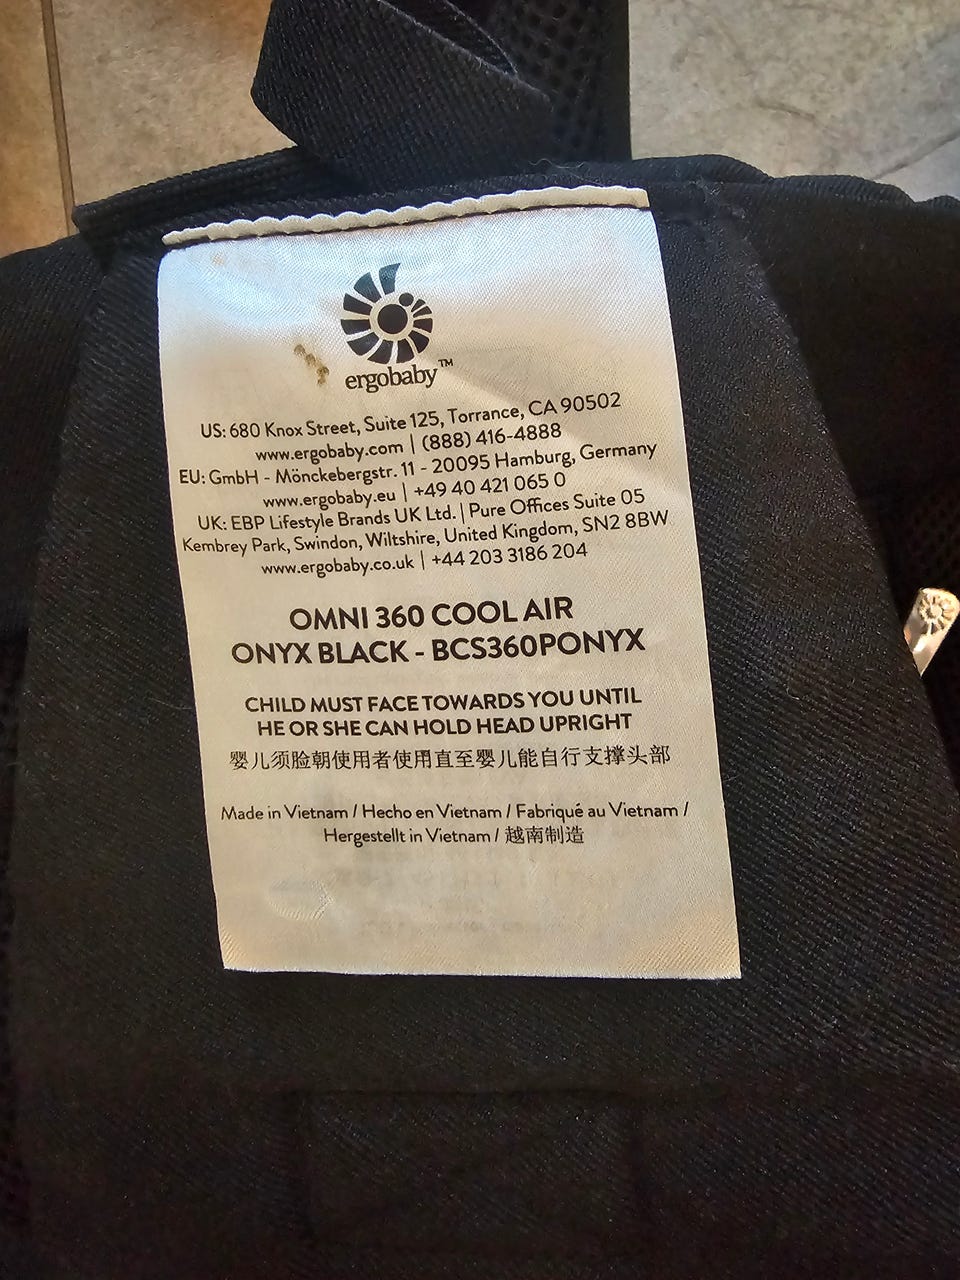 ergobaby™
US: 680 Knox Street, Suite 125, Torrance, CA 90502
www.ergobaby.com | (888) 416-4888
EU: GmbH - Mönckebergstr. 11 - 20095 Hamburg, Germany
www.ergobaby.eu | +49 40 421 065 0
UK: EBP Lifestyle Brands UK Ltd. | Pure Offices Suite 05
Kembrey Park, Swindon, Wiltshire, United Kingdom, SN2 8BW
www.ergobaby.co.uk | +44 203 3186 204
OMNI 360 COOL AIR
ONYX BLACK - BCS360PONYX
CHILD MUST FACE TOWARDS YOU UNTIL
HE OR SHE CAN HOLD HEAD UPRIGHT
婴儿须脸朝使用者使用直至婴儿能自行支撑头部
Made in Vietnam / Hecho en Vietnam / Fabriqué au Vietnam /
Hergestellt in Vietnam / 越南制造